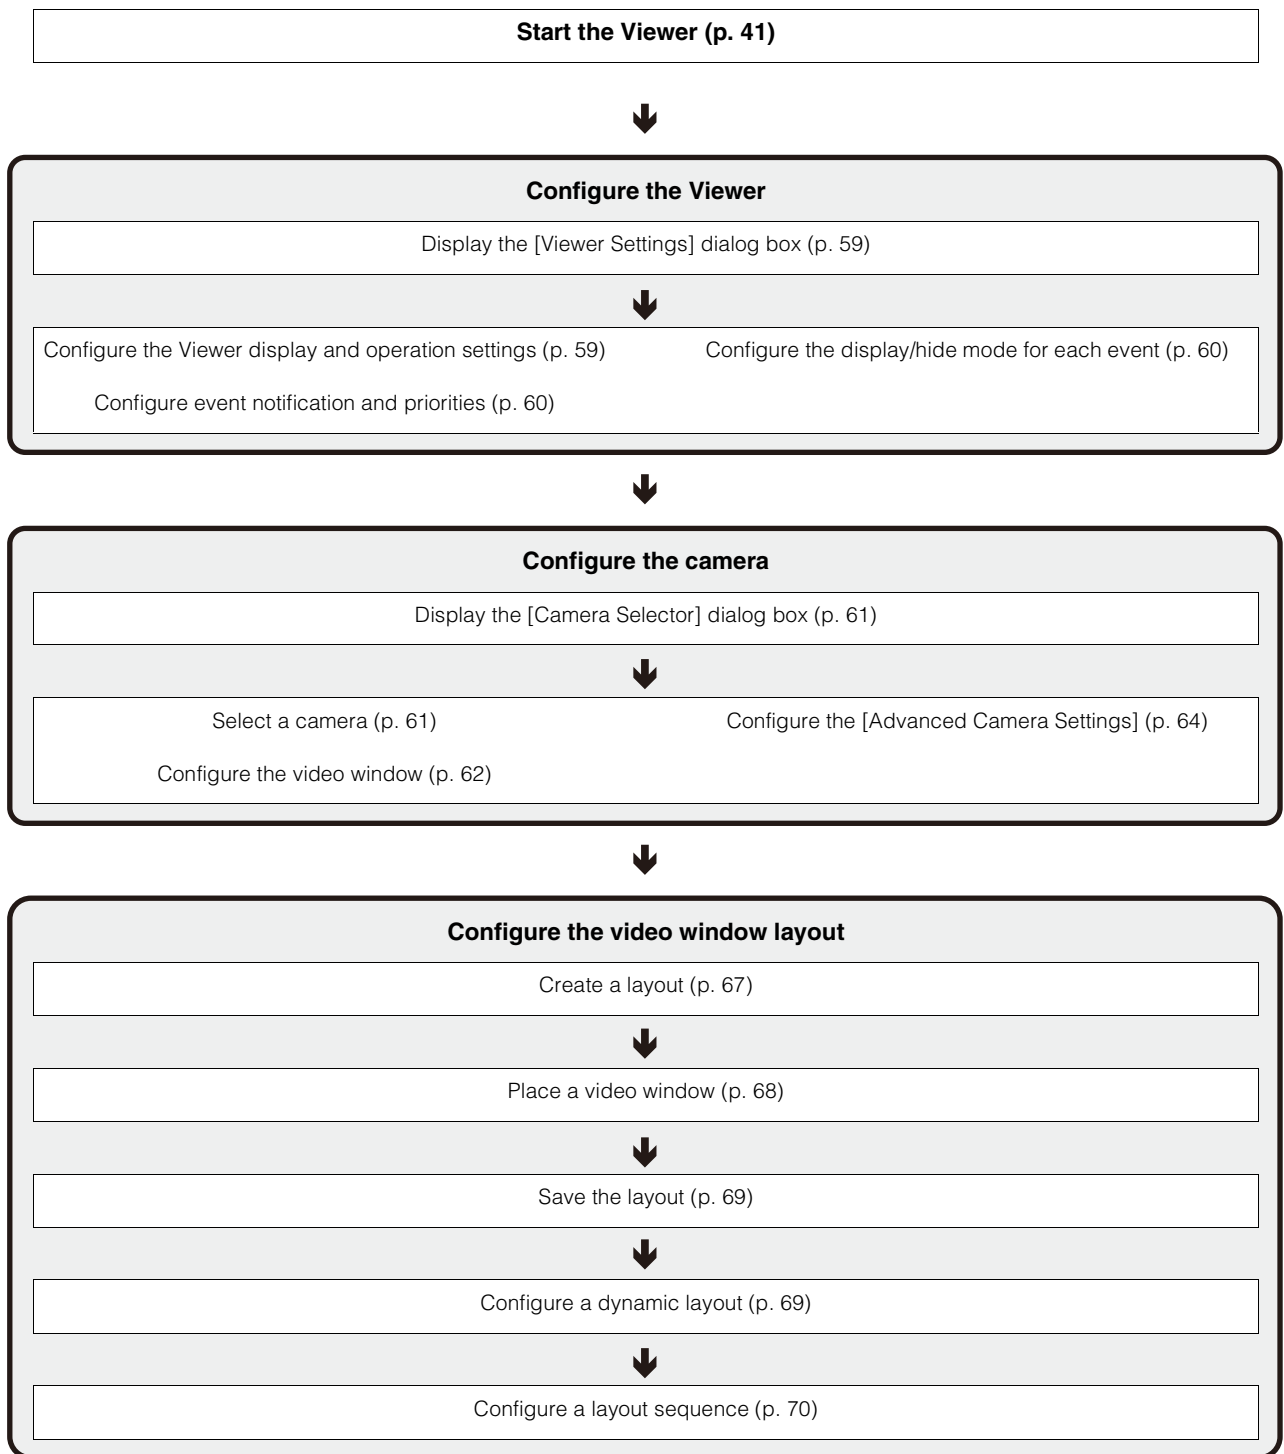 Start the Viewer (p. 41)
Configure the Viewer
Display the [Viewer Settings] dialog box (p. 59)
Configure the Viewer display and operation settings (p. 59)
Configure the display/hide mode for each event (p. 60)
Configure event notification and priorities (p. 60)
Configure the camera
Display the [Camera Selector] dialog box (p. 61)
Select a camera (p. 61)
Configure the [Advanced Camera Settings] (p. 64)
Configure the video window (p. 62)
Configure the video window layout
Create a layout (p. 67)
Place a video window (p. 68)
Save the layout (p. 69)
Configure a dynamic layout (p. 69)
Configure a layout sequence (p. 70)